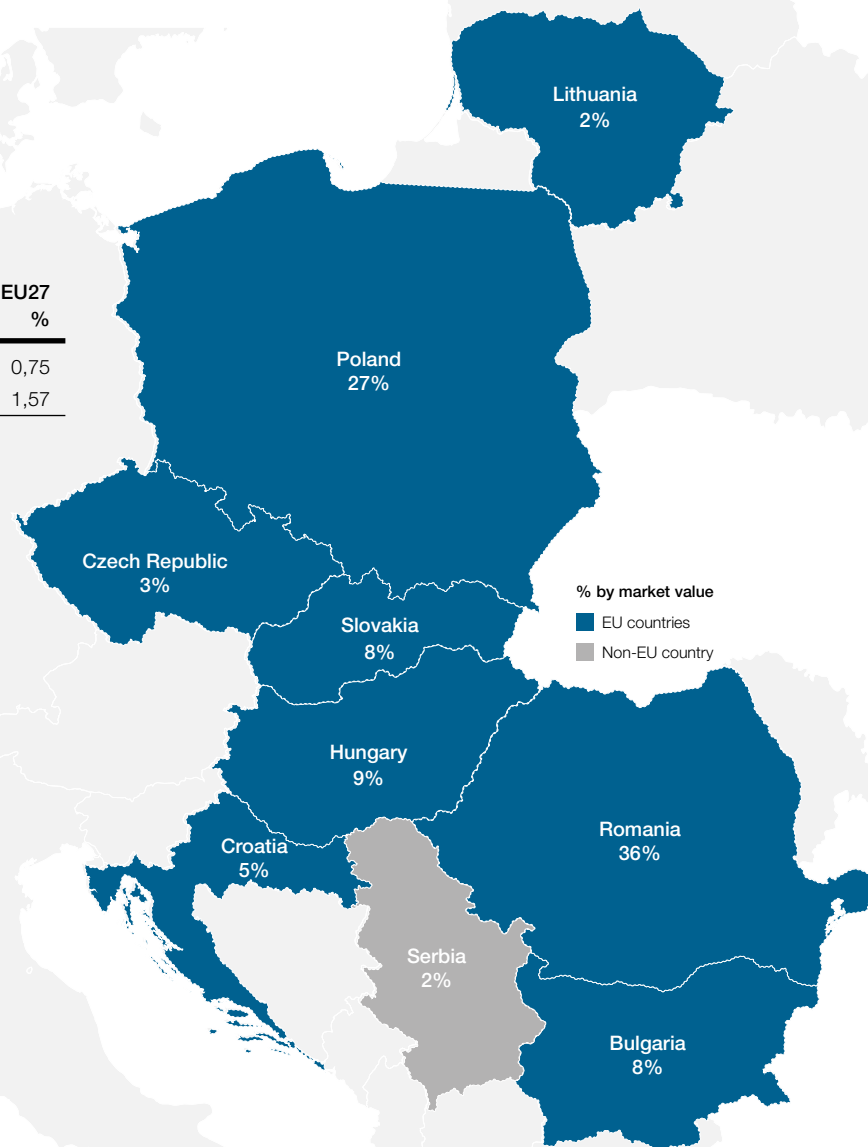 Lithuania
2%
EU27
%
0,75
1,57
Poland
27%
Czech Republic
3%
% by market value
EU countries
Non-EU country
Slovakia
8%
Hungary
9%
Romania
36%
Croatia
5%
Serbia
2%
Bulgaria
8%